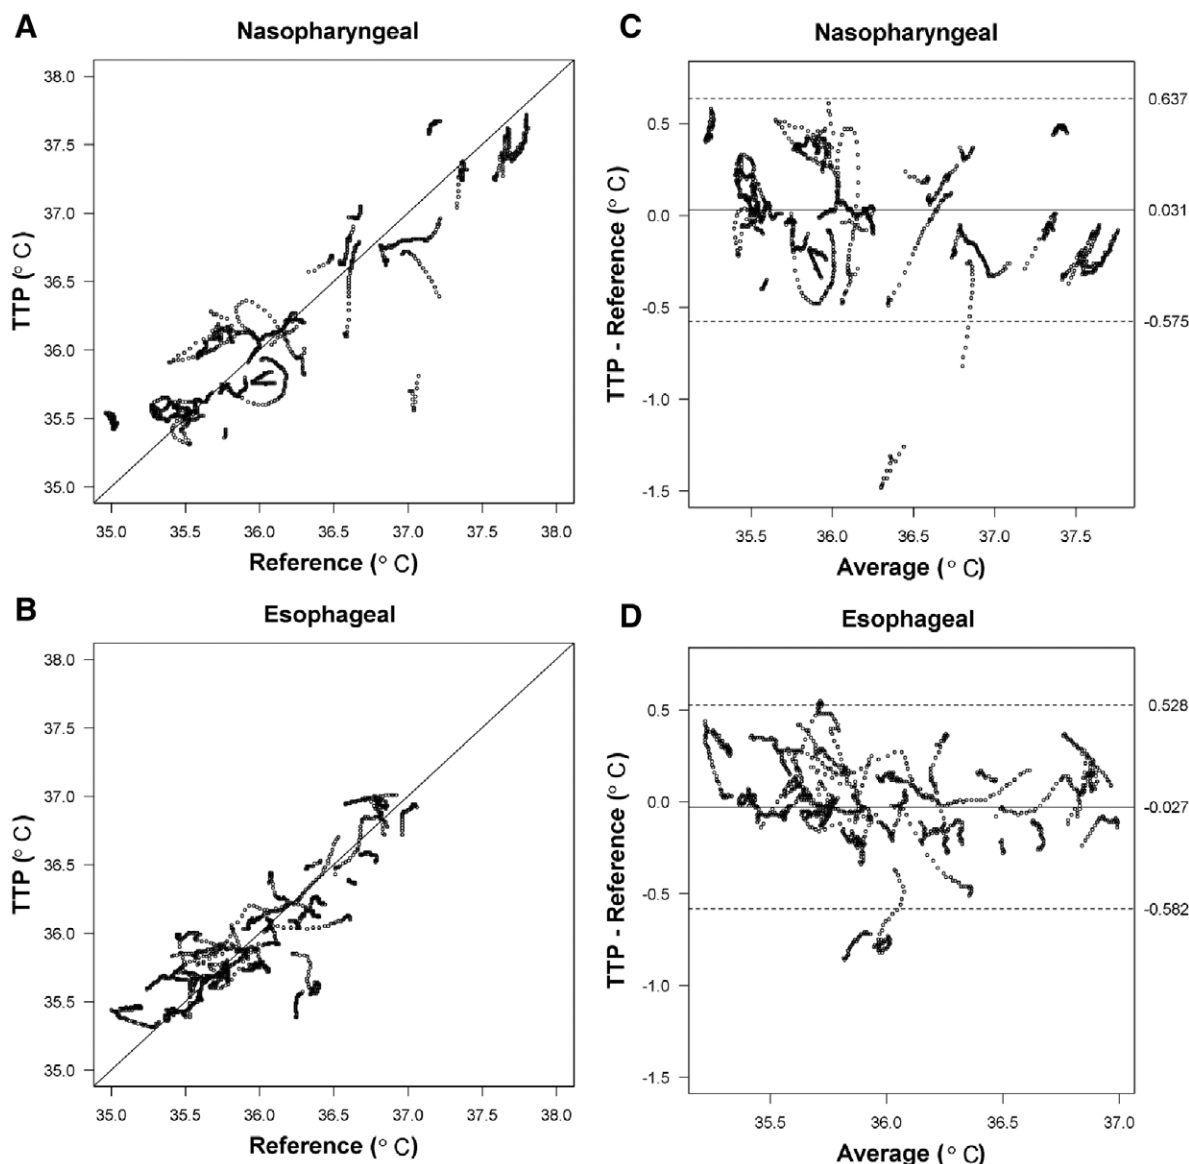 A
Nasopharyngeal
38.0
37.5
37.0
36.5
36.0
35.5
35.0
TTP (° C)
35.0 35.5 36.0 36.5 37.0 37.5 38.0
Reference (° C)
C
Nasopharyngeal
0.5
0.0
-0.5
-1.0
-1.5
TTP - Reference (° C)
0.637
0.031
-0.575
35.5 36.0 36.5 37.0 37.5
Average (° C)
B
Esophageal
38.0
37.5
37.0
36.5
36.0
35.5
35.0
TTP (° C)
35.0 35.5 36.0 36.5 37.0 37.5 38.0
Reference (° C)
D
Esophageal
0.5
0.0
-0.5
-1.0
-1.5
TTP - Reference (° C)
0.528
-0.027
-0.582
35.5 36.0 36.5 37.0
Average (° C)